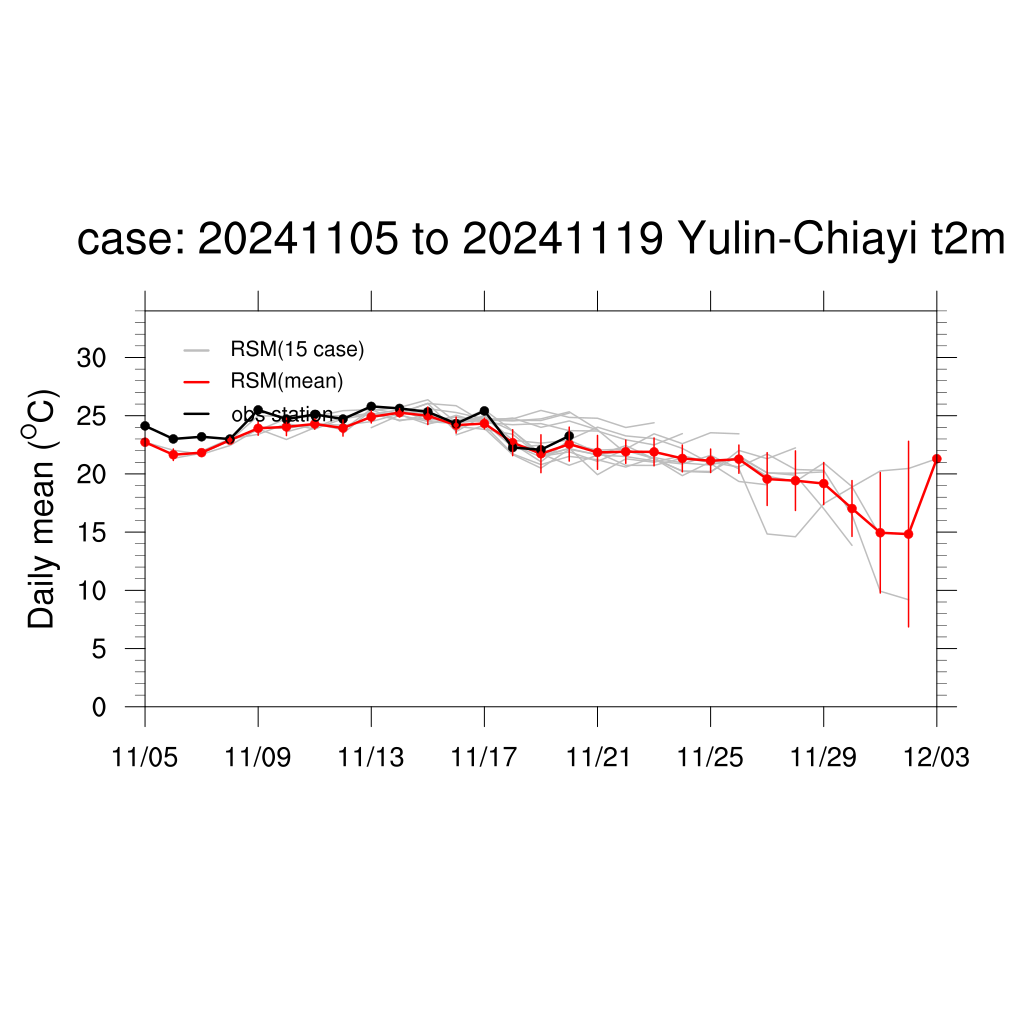 case: 20241105 to 20241119 Yulin-Chiayi t2m
Daily mean (°C)
30
25
20
15
10
5
0
RSM(15 case)
RSM(mean)
obs station
11/05 11/09 11/13 11/17 11/21 11/25 11/29 12/03